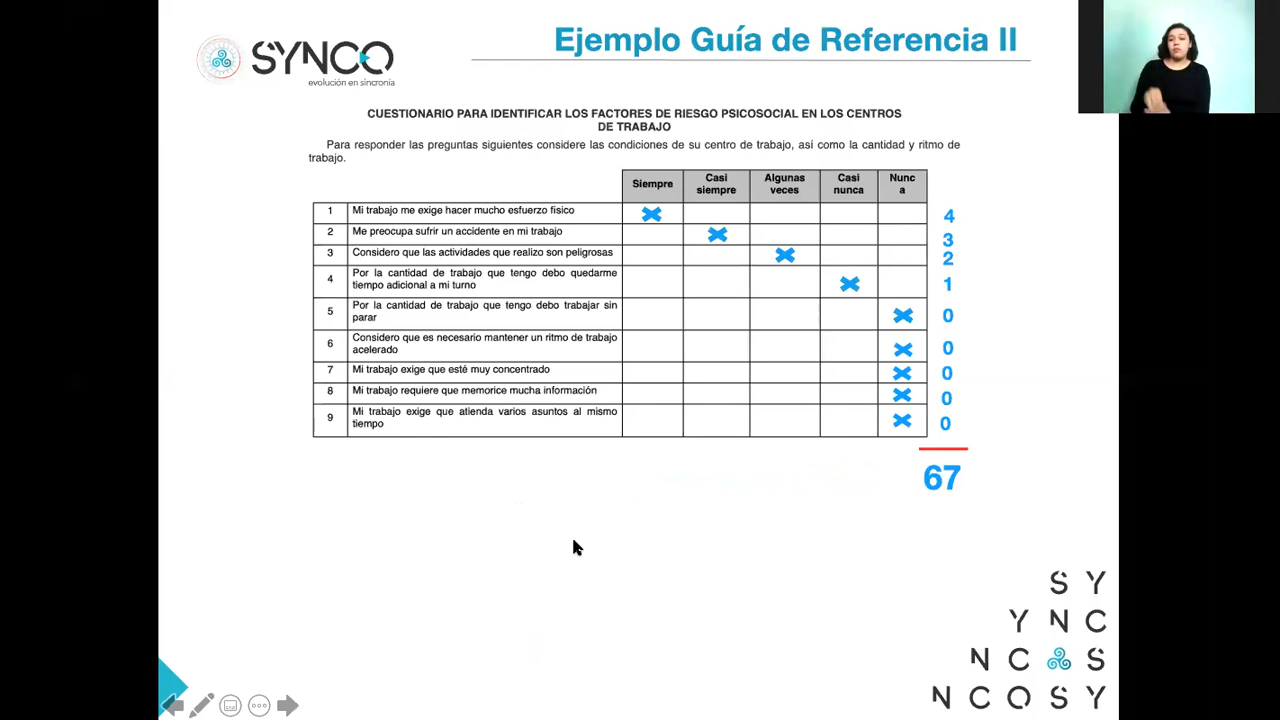 SYNCO
evolución en sincronía
Ejemplo Guía de Referencia II
CUESTIONARIO PARA IDENTIFICAR LOS FACTORES DE RIESGO PSICOSOCIAL EN LOS CENTROS
DE TRABAJO
Para responder las preguntas siguientes considere las condiciones de su centro de trabajo, así como la cantidad y ritmo de
trabajo.
Siempre
Casi
siempre
Algunas
veces
Casi
nunca
Nunc
a
1 Mi trabajo me exige hacer mucho esfuerzo físico 4
2 Me preocupa sufrir un accidente en mi trabajo 3
3 Considero que las actividades que realizo son peligrosas 2
4 Por la cantidad de trabajo que tengo debo quedarme
tiempo adicional a mi turno 1
5 Por la cantidad de trabajo que tengo debo trabajar sin
parar 0
6 Considero que es necesario mantener un ritmo de trabajo
acelerado 0
7 Mi trabajo exige que esté muy concentrado 0
8 Mi trabajo requiere que memorice mucha información 0
9 Mi trabajo exige que atienda varios asuntos al mismo
tiempo 0
67
S Y
Y N C
N C S
N C O S Y